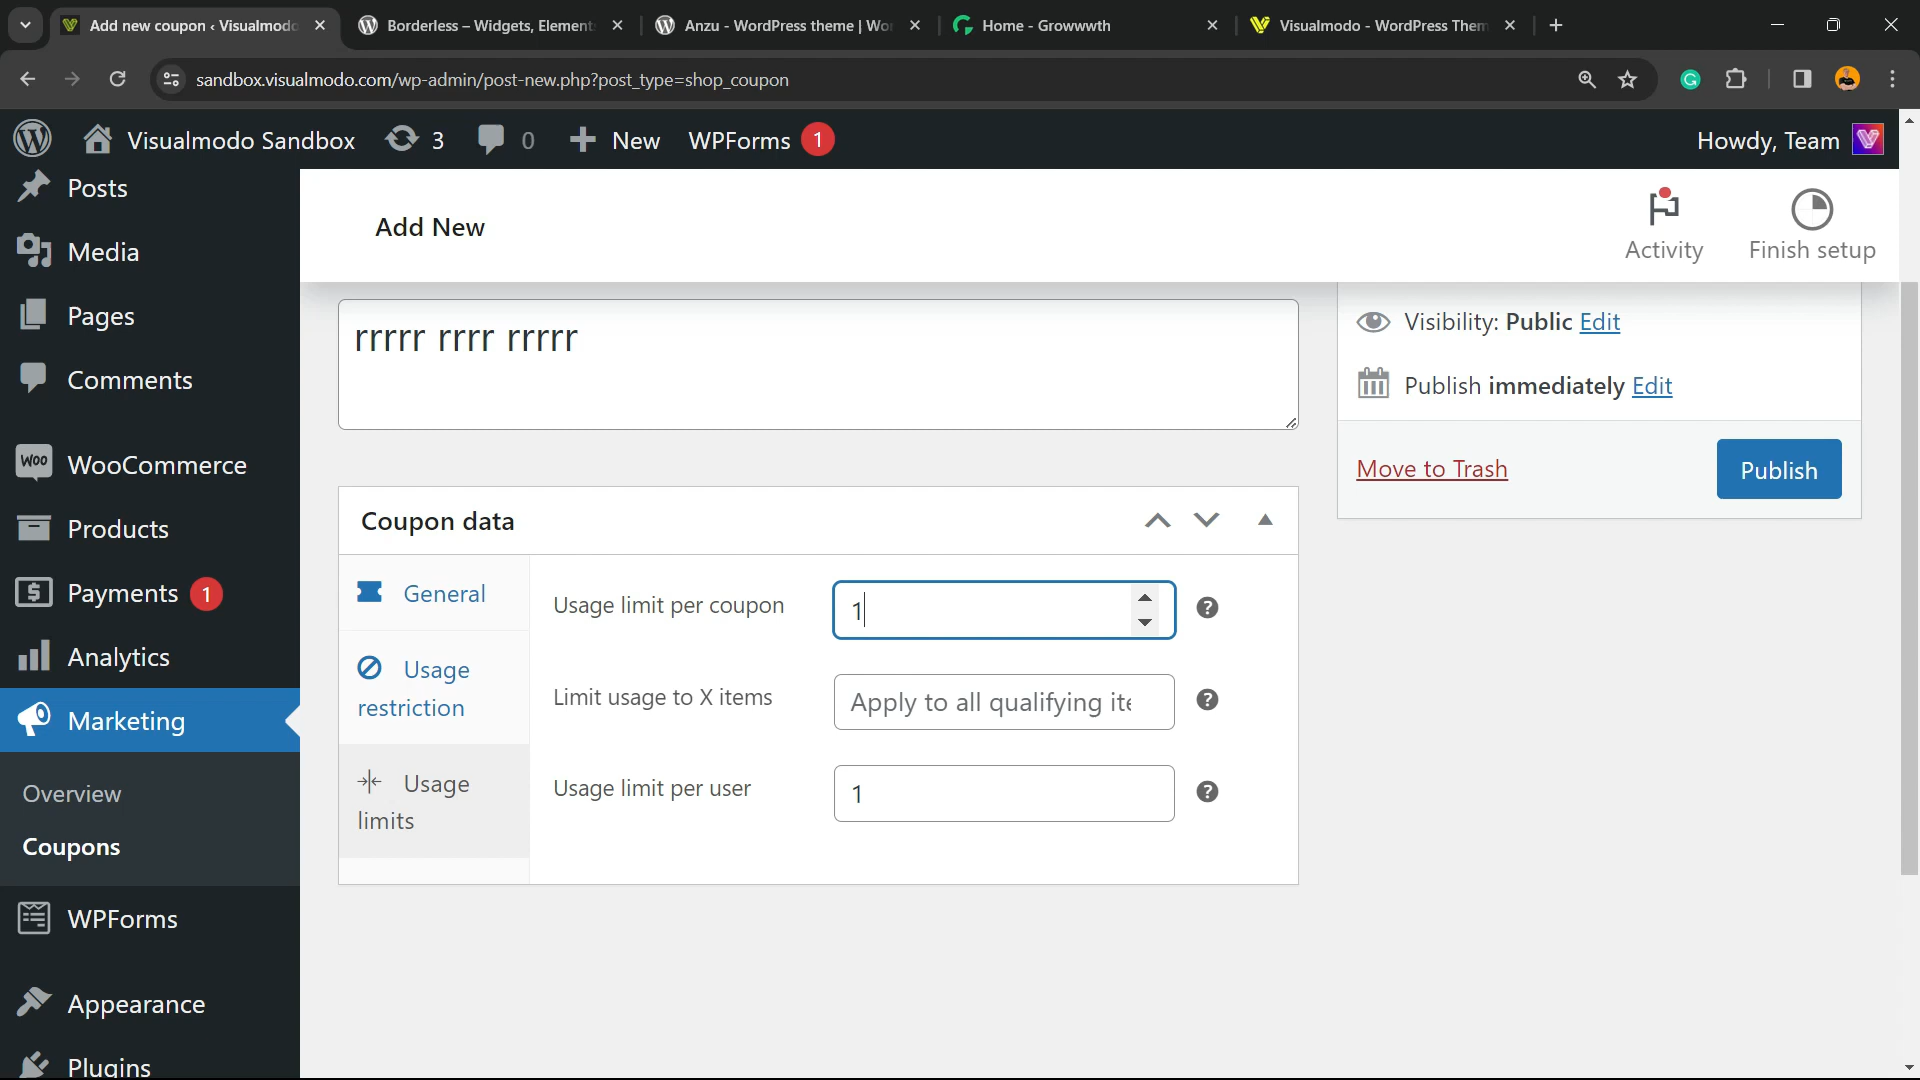 Add new coupon ‹ Visualmodo
Borderless – Widgets, Element
Anzu - WordPress theme | Wo
Home - Growwwth
Visualmodo - WordPress Them
sandbox.visualmodo.com/wp-admin/post-new.php?post_type=shop_coupon
Visualmodo Sandbox
3
0
New
WPForms 1
Howdy, Team
Posts
Media
Pages
Comments
Woo WooCommerce
Products
Payments 1
Analytics
Marketing
Overview
Coupons
WPForms
Appearance
Plugins
Add New
Activity
Finish setup
rrrrr rrrr rrrrr
Visibility: Public Edit
Publish immediately Edit
Move to Trash
Publish
Coupon data
General
Usage
restriction
Usage
limits
Usage limit per coupon
1
Limit usage to X items
Apply to all qualifying ite
Usage limit per user
1